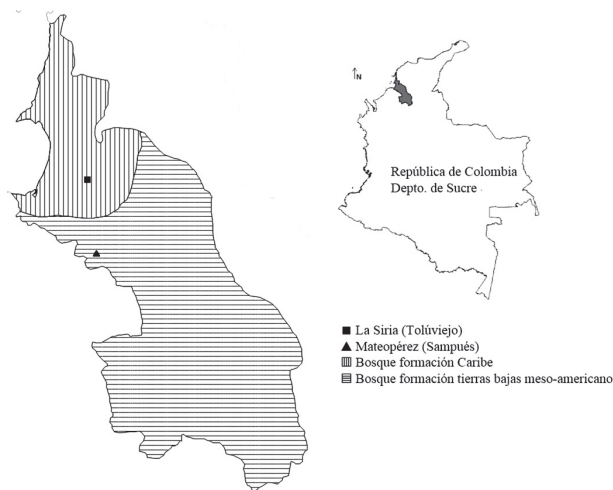 ↑N
República de Colombia
Depto. de Sucre
La Siria (Tolúviejo)
Mateopérez (Sampués)
Bosque formación Caribe
Bosque formación tierras bajas meso-americano